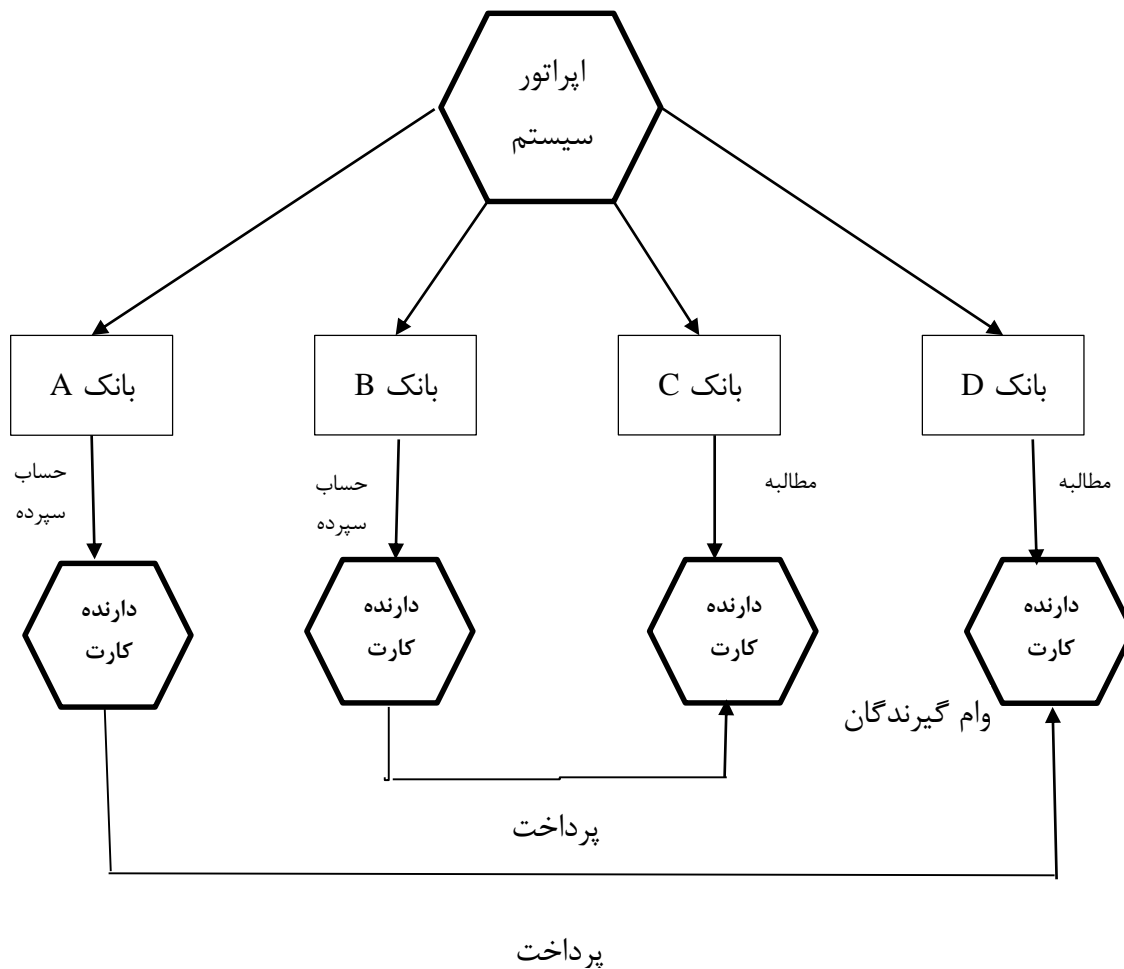 اپراتور
سیستم
بانک A
بانک B
بانک C
بانک D
حساب
سپرده
حساب
سپرده
مطالبه
مطالبه
دارنده
کارت
دارنده
کارت
دارنده
کارت
دارنده
کارت
وام گیرندگان
پرداخت
پرداخت